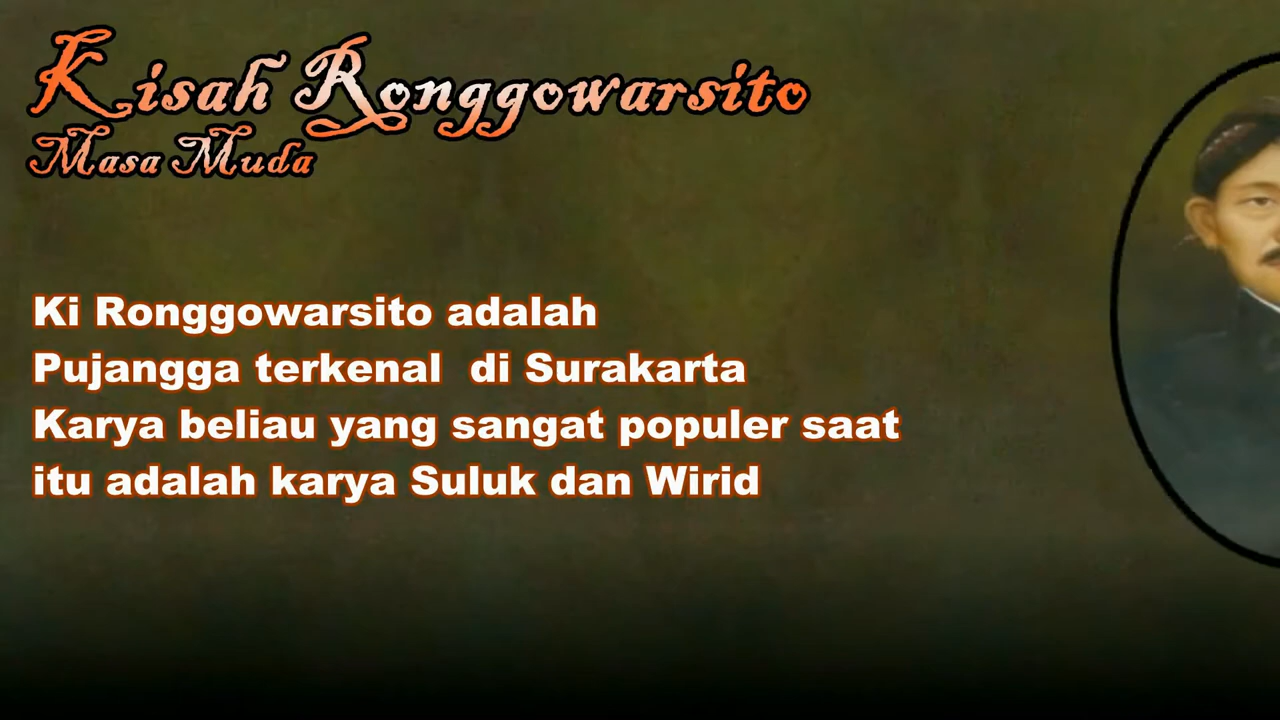 Kisah Ronggowarsito
Masa Muda
Ki Ronggowarsito adalah
Pujangga terkenal  di Surakarta
Karya beliau yang sangat populer saat
itu adalah karya Suluk dan Wirid